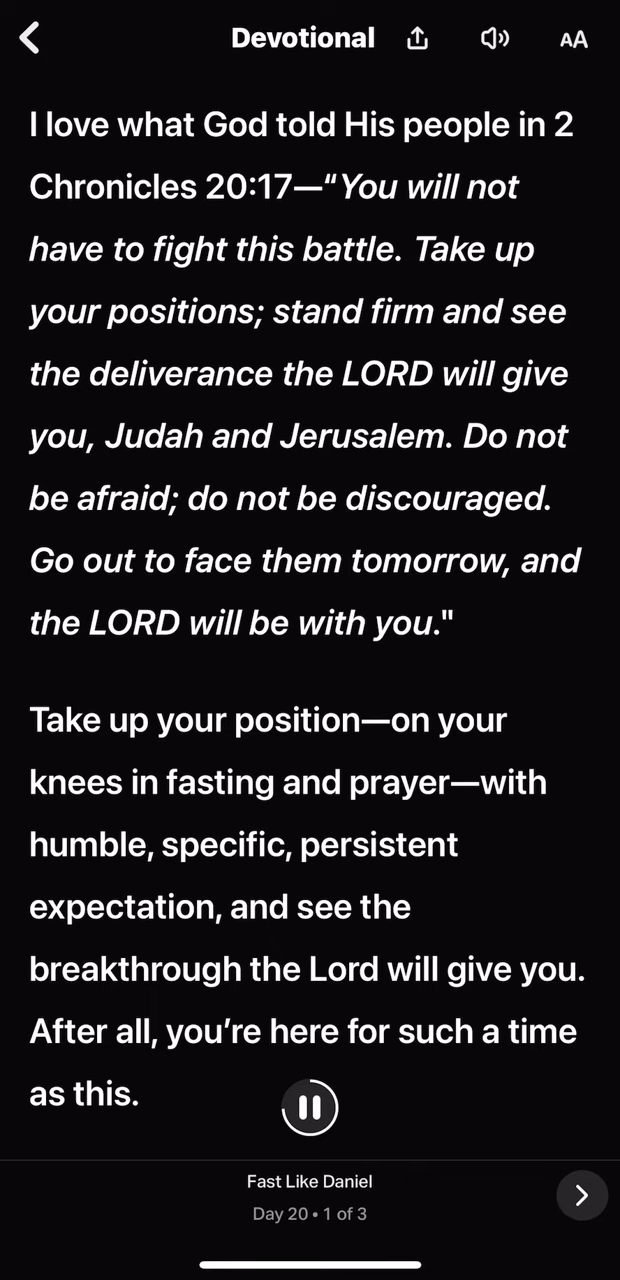 Devotional
AA
I love what God told His people in 2
Chronicles 20:17—“You will not
have to fight this battle. Take up
your positions; stand firm and see
the deliverance the LORD will give
you, Judah and Jerusalem. Do not
be afraid; do not be discouraged.
Go out to face them tomorrow, and
the LORD will be with you."
Take up your position—on your
knees in fasting and prayer—with
humble, specific, persistent
expectation, and see the
breakthrough the Lord will give you.
After all, you’re here for such a time
as this.
Fast Like Daniel
Day 20 • 1 of 3